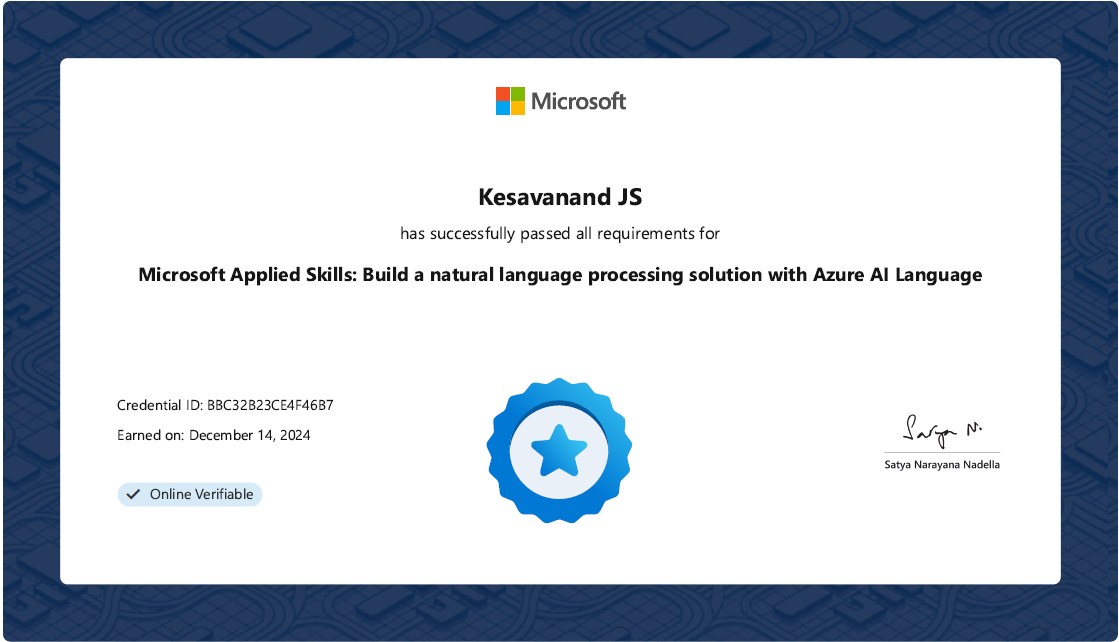 Microsoft
Kesavanand JS
has successfully passed all requirements for
Microsoft Applied Skills: Build a natural language processing solution with Azure AI Language
Credential ID: BBC32B23CE4F46B7
Earned on: December 14, 2024
Online Verifiable
Satya N.
Satya Narayana Nadella